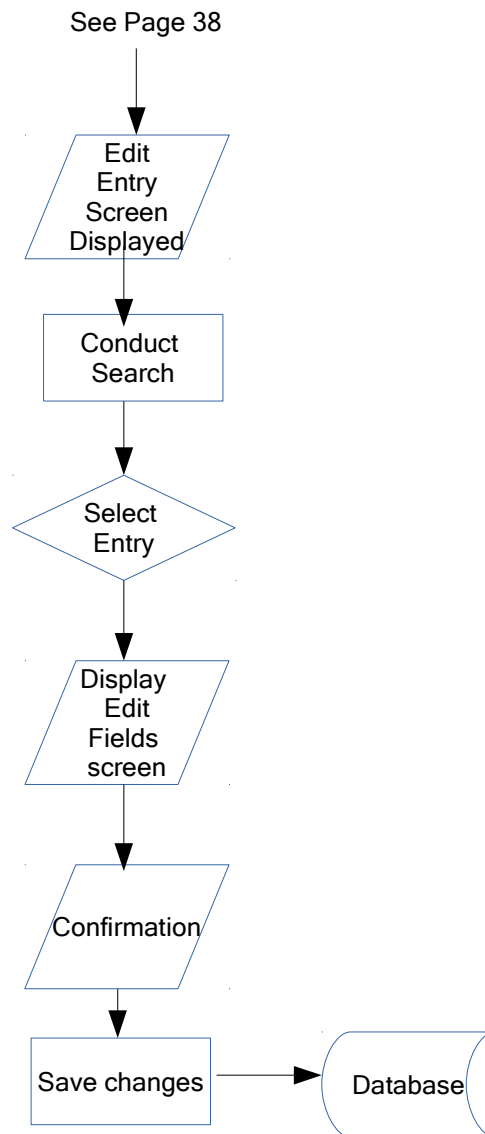 See Page 38
Edit
Entry
Screen
Displayed
Conduct
Search
Select
Entry
Display
Edit
Fields
screen
Confirmation
Save changes
Database